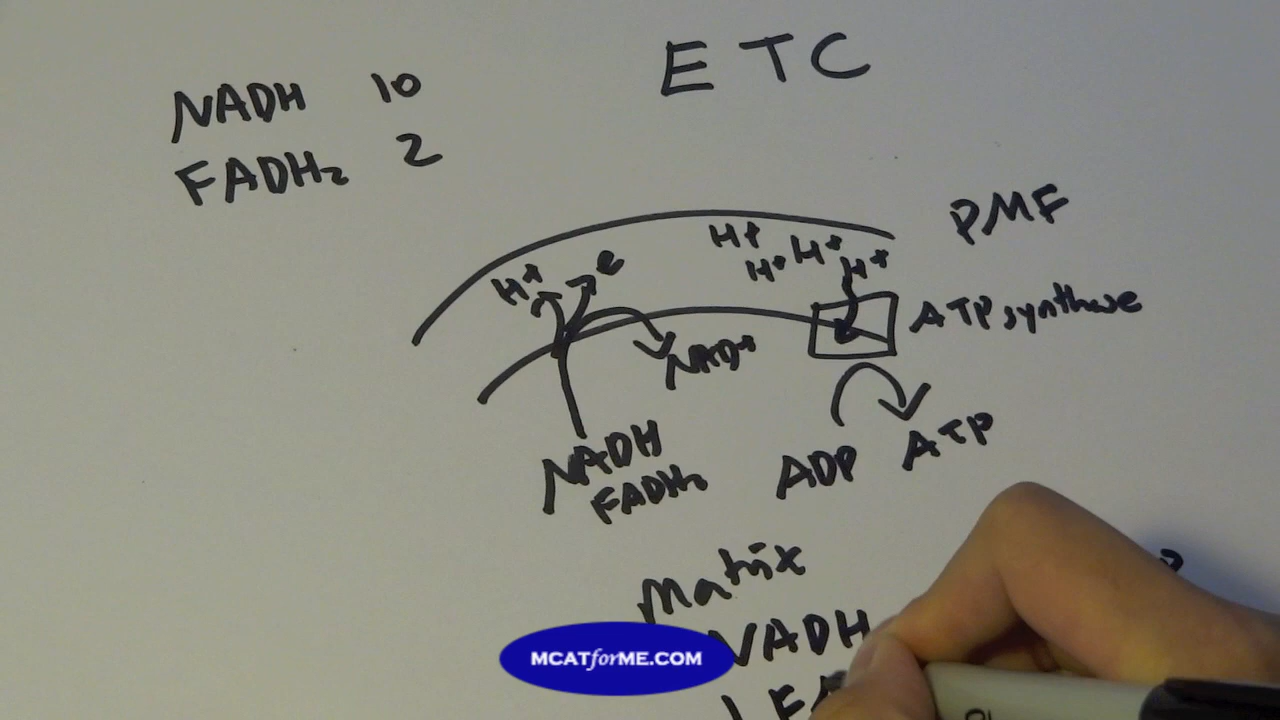 ETC
NADH 10
FADH₂ 2
PMF
H+ H+
H+ H+
H+ e
ATP synthase
NAD+
NADH
FADH₂
ADP ATP
Matrix
NADH
MCATforME.COM